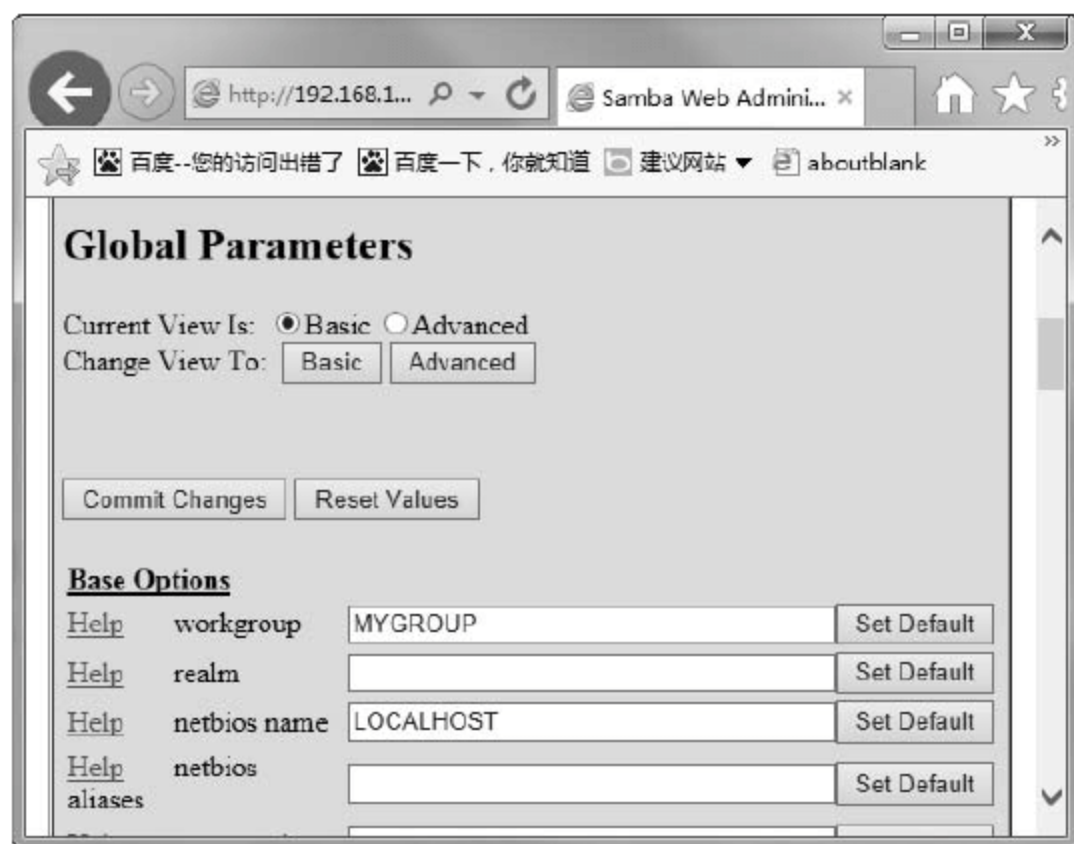 http://192.168.1... Samba Web Admini...
百度--您的访问出错了 百度一下，你就知道 建议网站 aboutblank
Global Parameters
Current View Is: Basic Advanced
Change View To: Basic Advanced
Commit Changes Reset Values
Base Options
Help workgroup MYGROUP Set Default
Help realm Set Default
Help netbios name LOCALHOST Set Default
Help netbios aliases Set Default